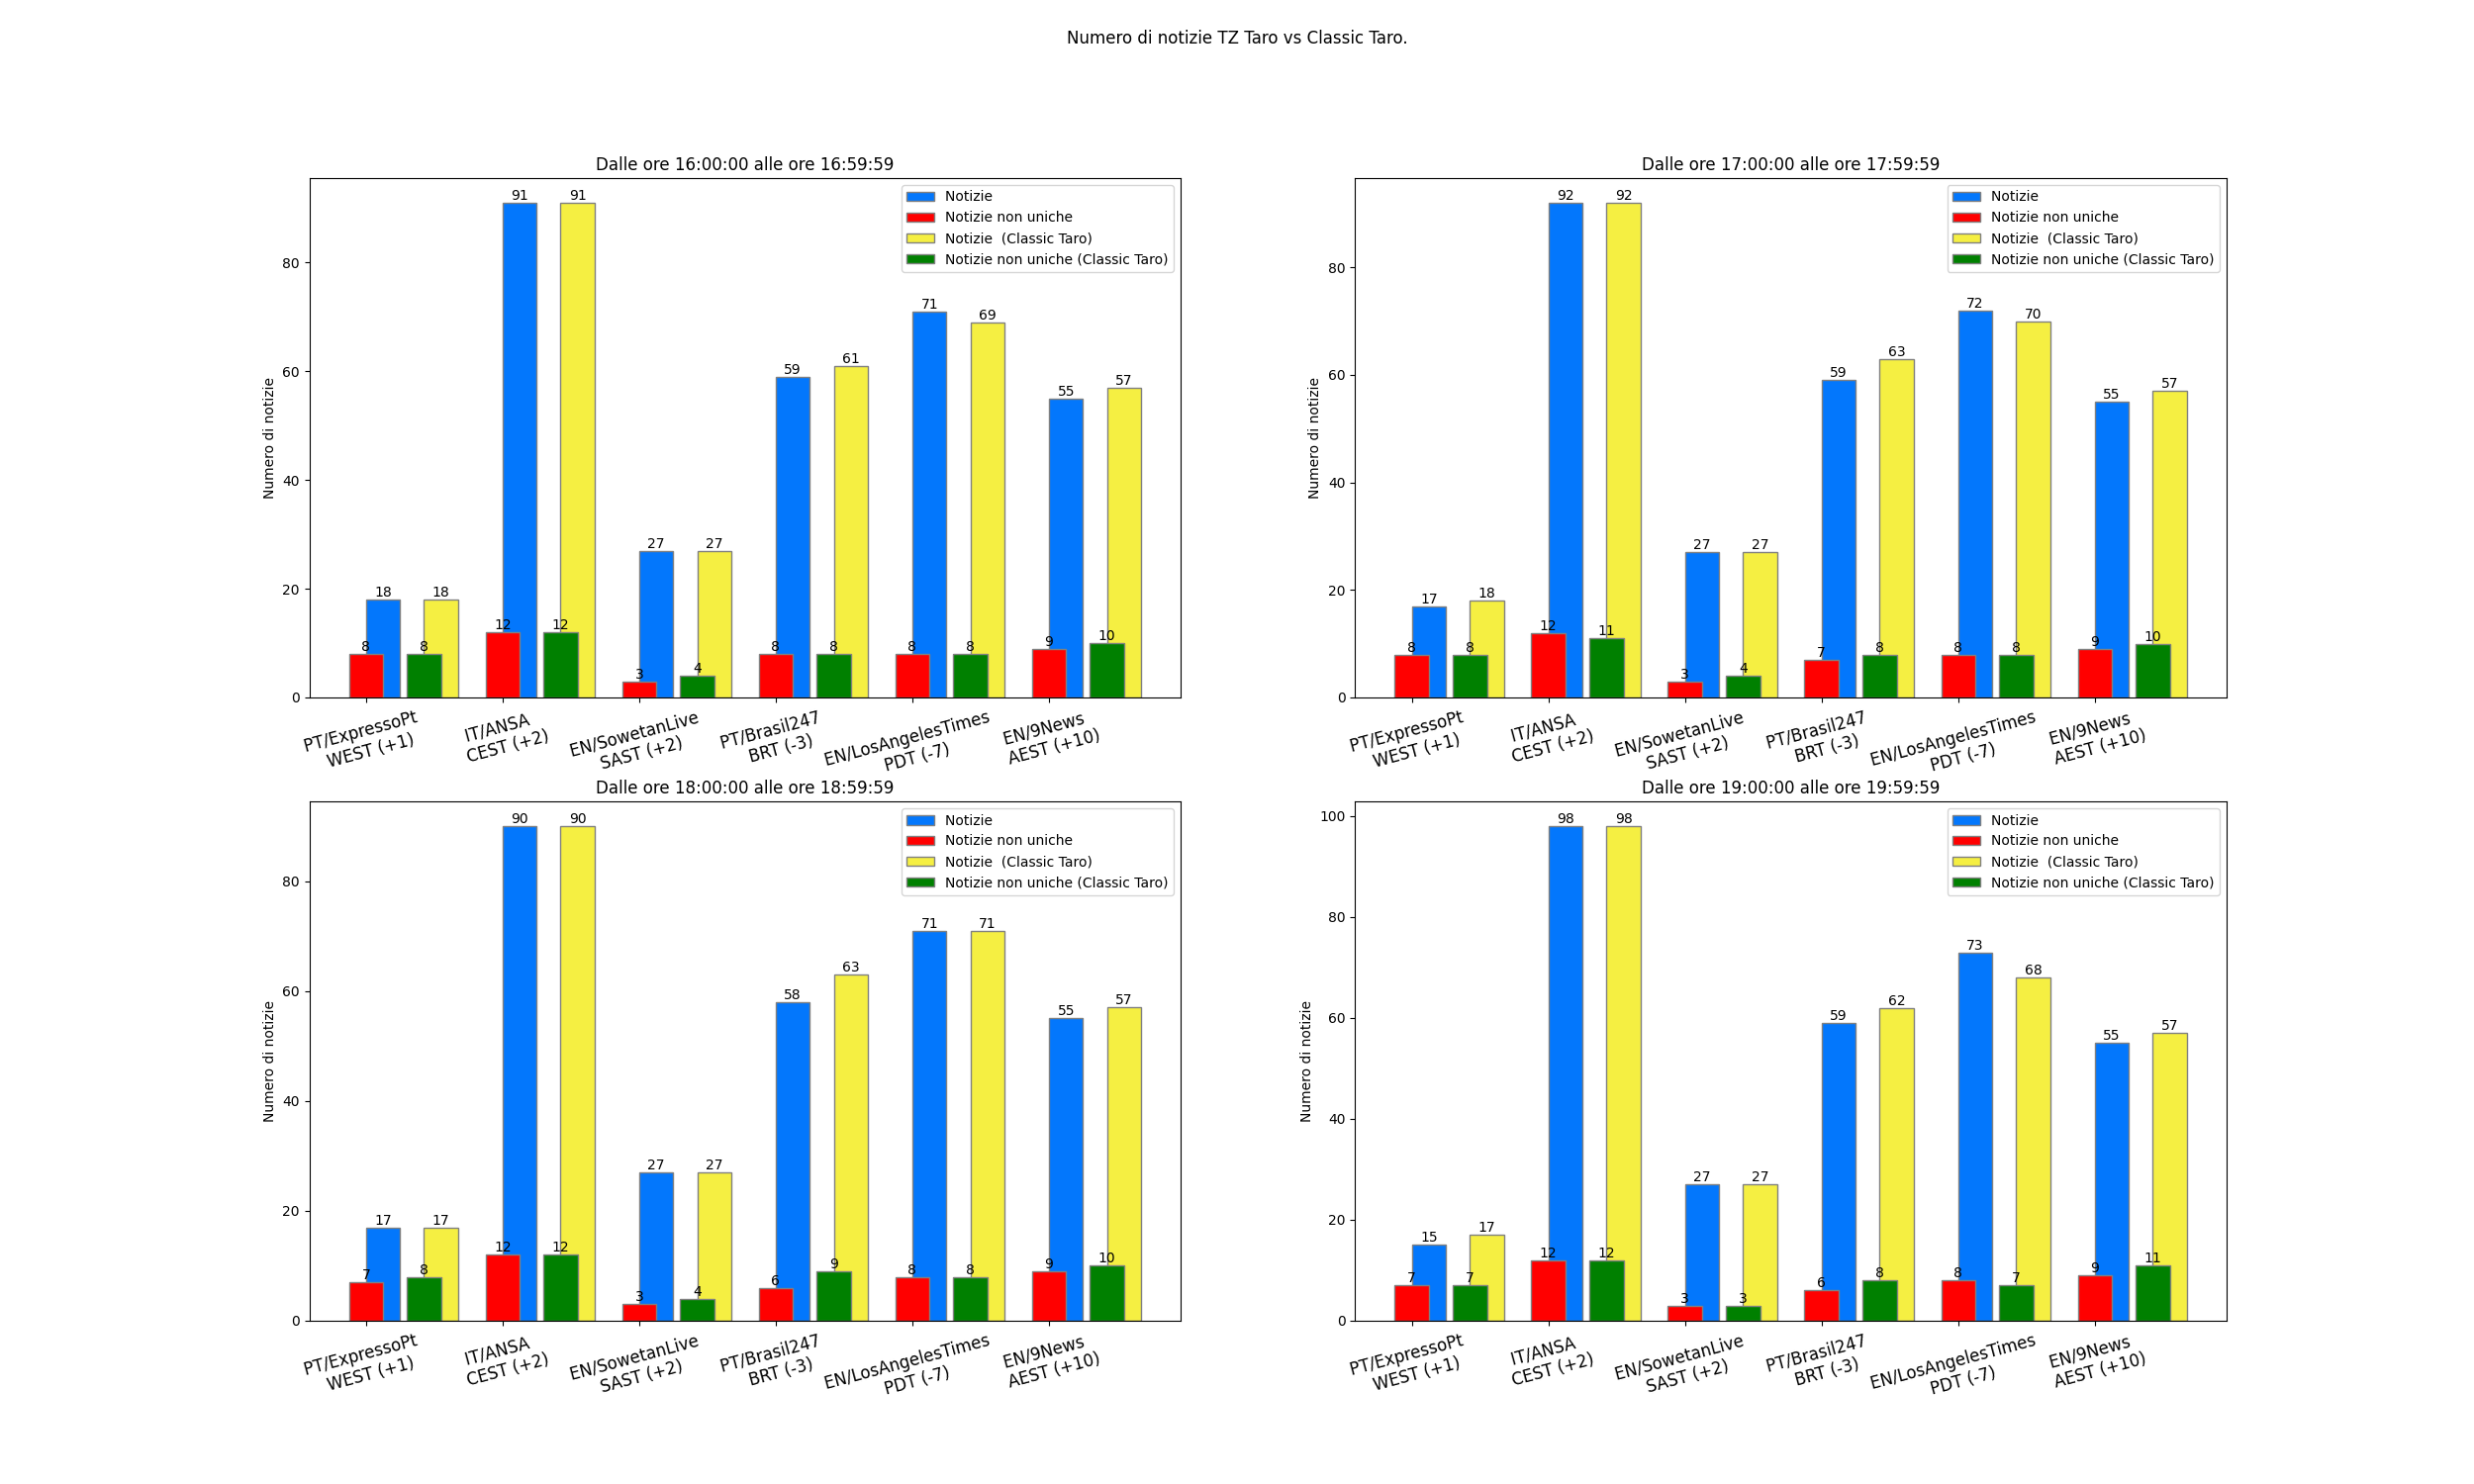 Numero di notizie TZ Taro vs Classic Taro.
Dalle ore 16:00:00 alle ore 16:59:59
Numero di notizie
80
60
40
20
0
Notizie
Notizie non uniche
Notizie  (Classic Taro)
Notizie non uniche (Classic Taro)
91 91
71 69
59 61
55 57
27 27
18 18
8 8 12 12 3 4 8 8 8 8 9 10
PT/ExpressoPt
WEST (+1)
IT/ANSA
CEST (+2)
EN/SowetanLive
SAST (+2)
PT/Brasil247
BRT (-3)
EN/LosAngelesTimes
PDT (-7)
EN/9News
AEST (+10)
Dalle ore 17:00:00 alle ore 17:59:59
Numero di notizie
80
60
40
20
0
Notizie
Notizie non uniche
Notizie  (Classic Taro)
Notizie non uniche (Classic Taro)
92 92
72 70
59 63
55 57
27 27
17 18
8 8 12 11 3 4 7 8 8 8 9 10
PT/ExpressoPt
WEST (+1)
IT/ANSA
CEST (+2)
EN/SowetanLive
SAST (+2)
PT/Brasil247
BRT (-3)
EN/LosAngelesTimes
PDT (-7)
EN/9News
AEST (+10)
Dalle ore 18:00:00 alle ore 18:59:59
Numero di notizie
80
60
40
20
0
Notizie
Notizie non uniche
Notizie  (Classic Taro)
Notizie non uniche (Classic Taro)
90 90
71 71
58 63
55 57
27 27
17 17
7 8 12 12 3 4 6 9 8 8 9 10
PT/ExpressoPt
WEST (+1)
IT/ANSA
CEST (+2)
EN/SowetanLive
SAST (+2)
PT/Brasil247
BRT (-3)
EN/LosAngelesTimes
PDT (-7)
EN/9News
AEST (+10)
Dalle ore 19:00:00 alle ore 19:59:59
Numero di notizie
100
80
60
40
20
0
Notizie
Notizie non uniche
Notizie  (Classic Taro)
Notizie non uniche (Classic Taro)
98 98
73 68
59 62
55 57
27 27
15 17
7 7 12 12 3 3 6 8 8 7 9 11
PT/ExpressoPt
WEST (+1)
IT/ANSA
CEST (+2)
EN/SowetanLive
SAST (+2)
PT/Brasil247
BRT (-3)
EN/LosAngelesTimes
PDT (-7)
EN/9News
AEST (+10)